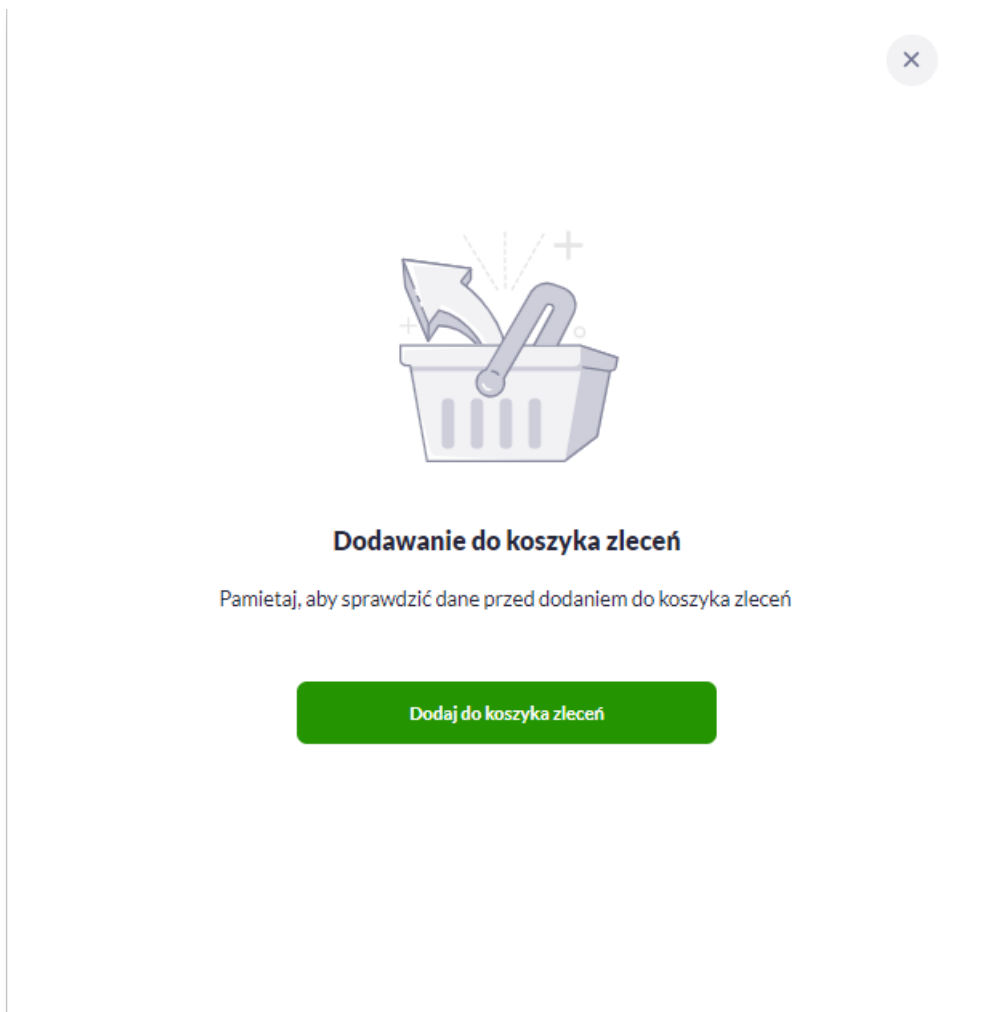 Dodawanie do koszyka zleceń
Pamietaj, aby sprawdzić dane przed dodaniem do koszyka zleceń
Dodaj do koszyka zleceń